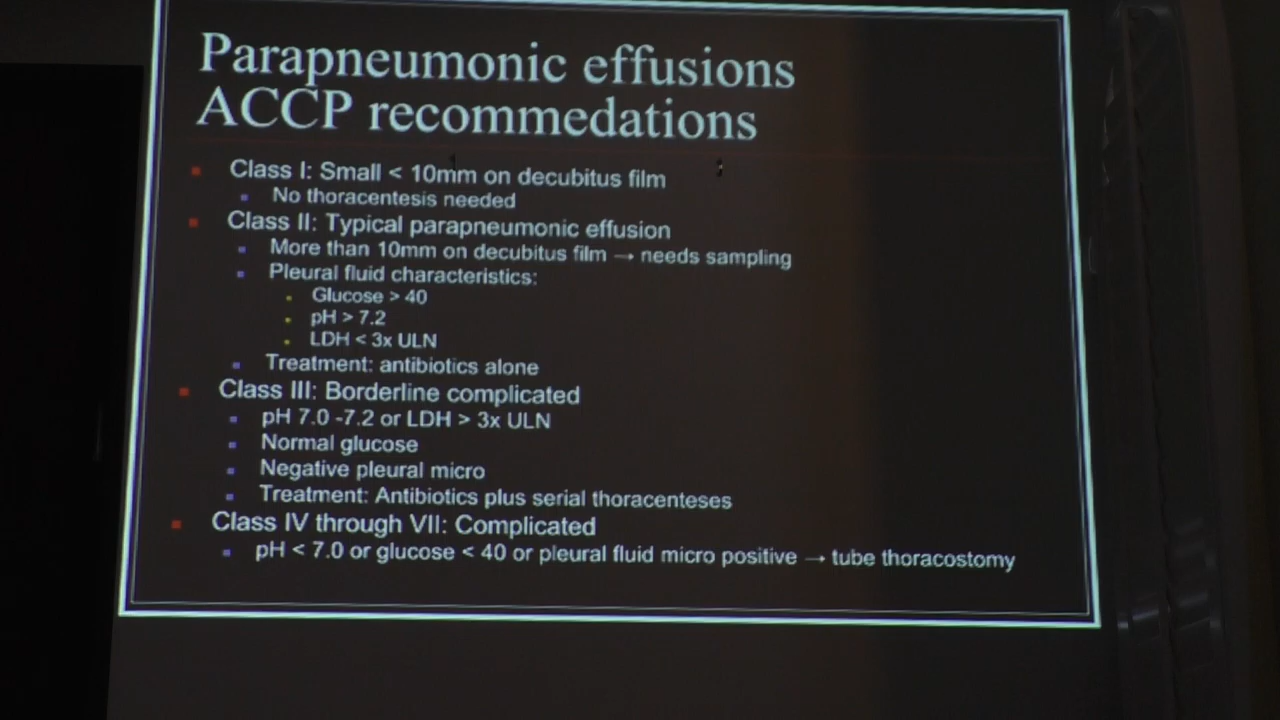 Parapneumonic effusions
ACCP recommedations
Class I: Small < 10mm on decubitus film
No thoracentesis needed
Class II: Typical parapneumonic effusion
More than 10mm on decubitus film → needs sampling
Pleural fluid characteristics:
Glucose > 40
pH > 7.2
LDH < 3x ULN
Treatment: antibiotics alone
Class III: Borderline complicated
pH 7.0 -7.2 or LDH > 3x ULN
Normal glucose
Negative pleural micro
Treatment: Antibiotics plus serial thoracenteses
Class IV through VII: Complicated
pH < 7.0 or glucose < 40 or pleural fluid micro positive → tube thoracostomy